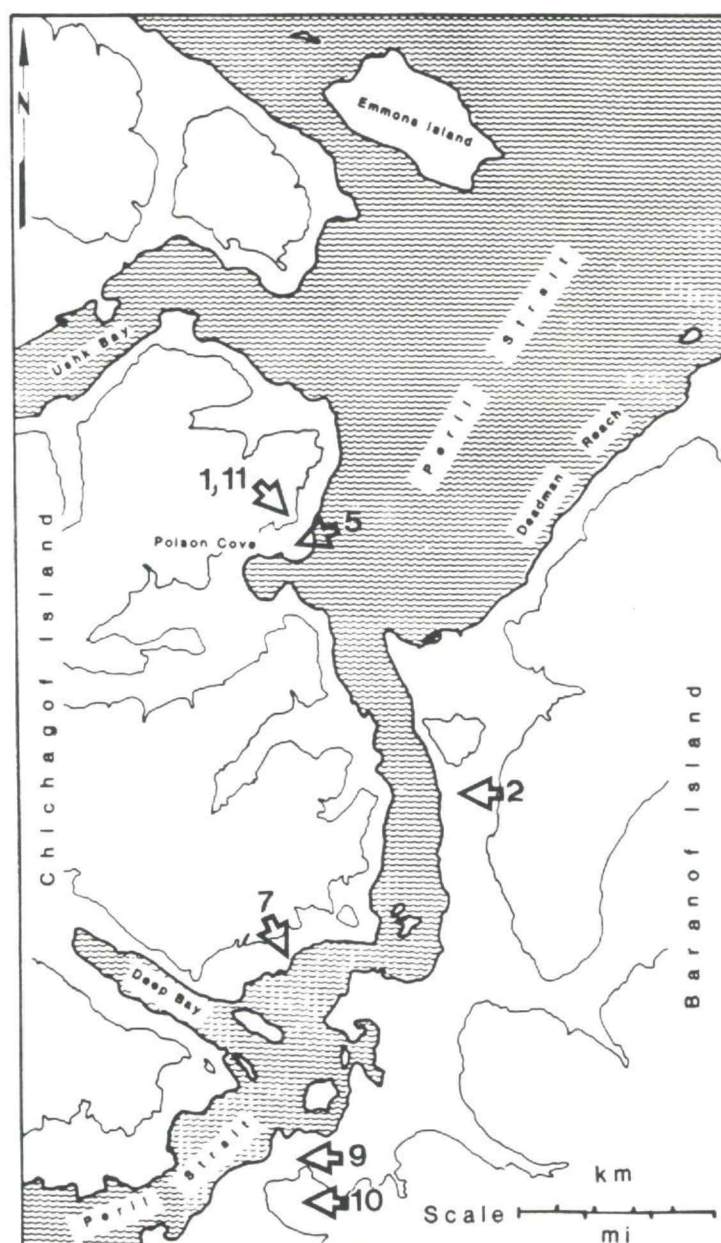 N
Emmons Island
Peril Strait
Ushk Bay
Deadman Reach
1, 11
5
Poison Cove
Chichagof Island
Baranof Island
2
7
Deep Bay
Peril Strait
9
10
km
Scale
mi